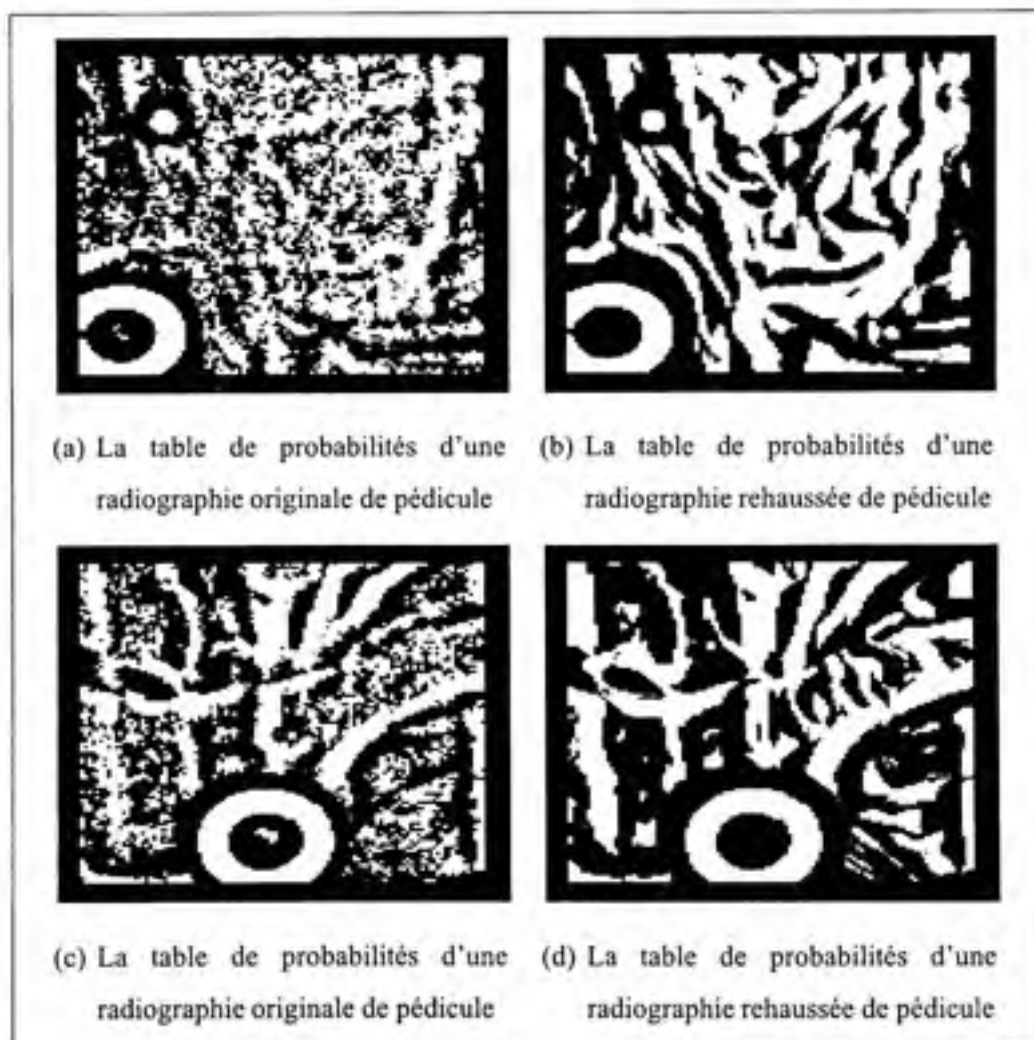 (a) La table de probabilités d'une
radiographie originale de pédicule
(b) La table de probabilités d'une
radiographie rehaussée de pédicule
(c) La table de probabilités d'une
radiographie originale de pédicule
(d) La table de probabilités d'une
radiographie rehaussée de pédicule